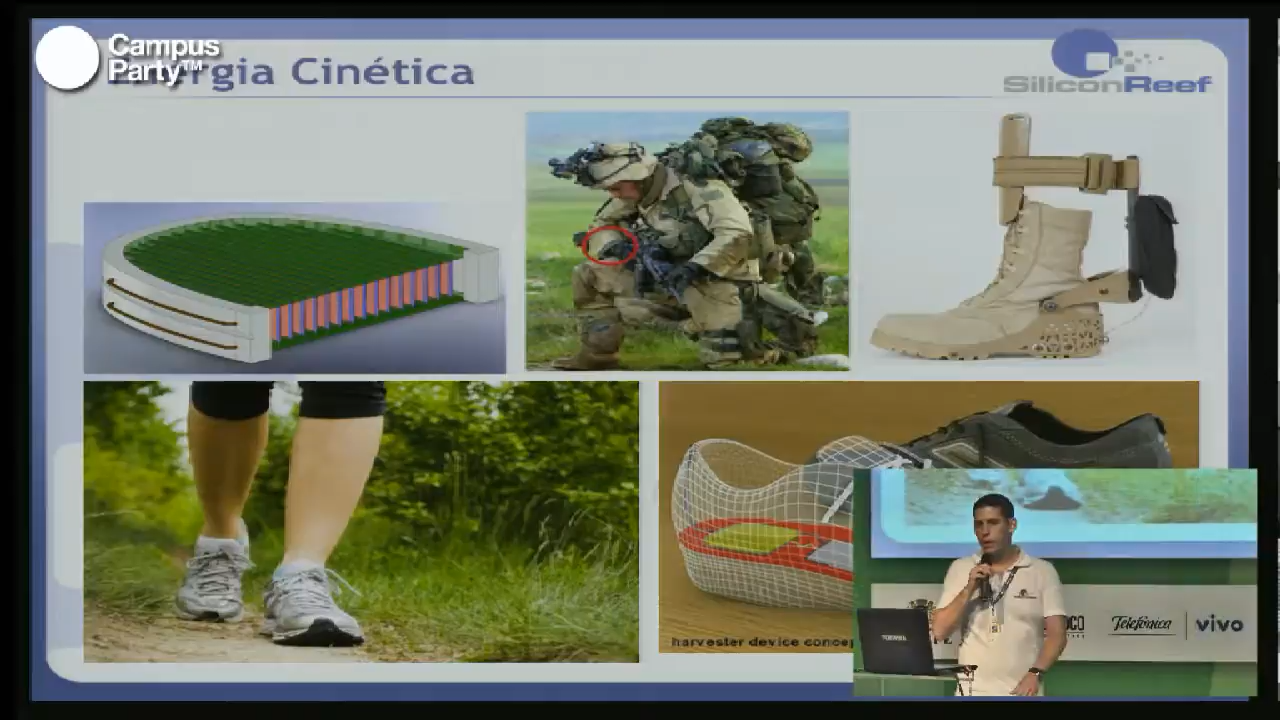 Campus
Party™
rgia Cinética
SiliconReef
harvester device concep
TOSHIBA
Telefónica
vivo